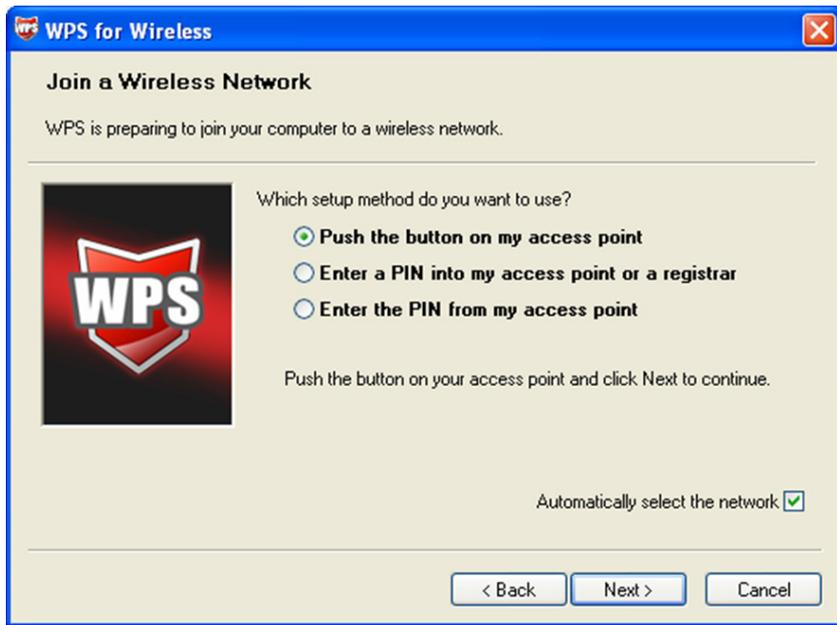 WPS WPS for Wireless
Join a Wireless Network
WPS is preparing to join your computer to a wireless network.
WPS
Which setup method do you want to use?
Push the button on my access point
Enter a PIN into my access point or a registrar
Enter the PIN from my access point
Push the button on your access point and click Next to continue.
Automatically select the network
< Back Next > Cancel